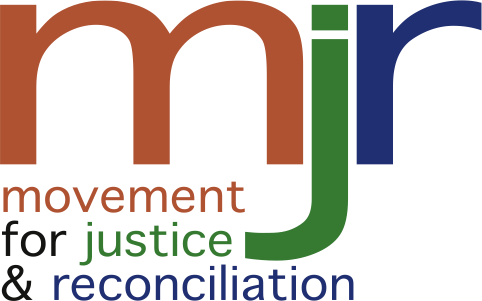 mjr
movement
for justice
& reconciliation